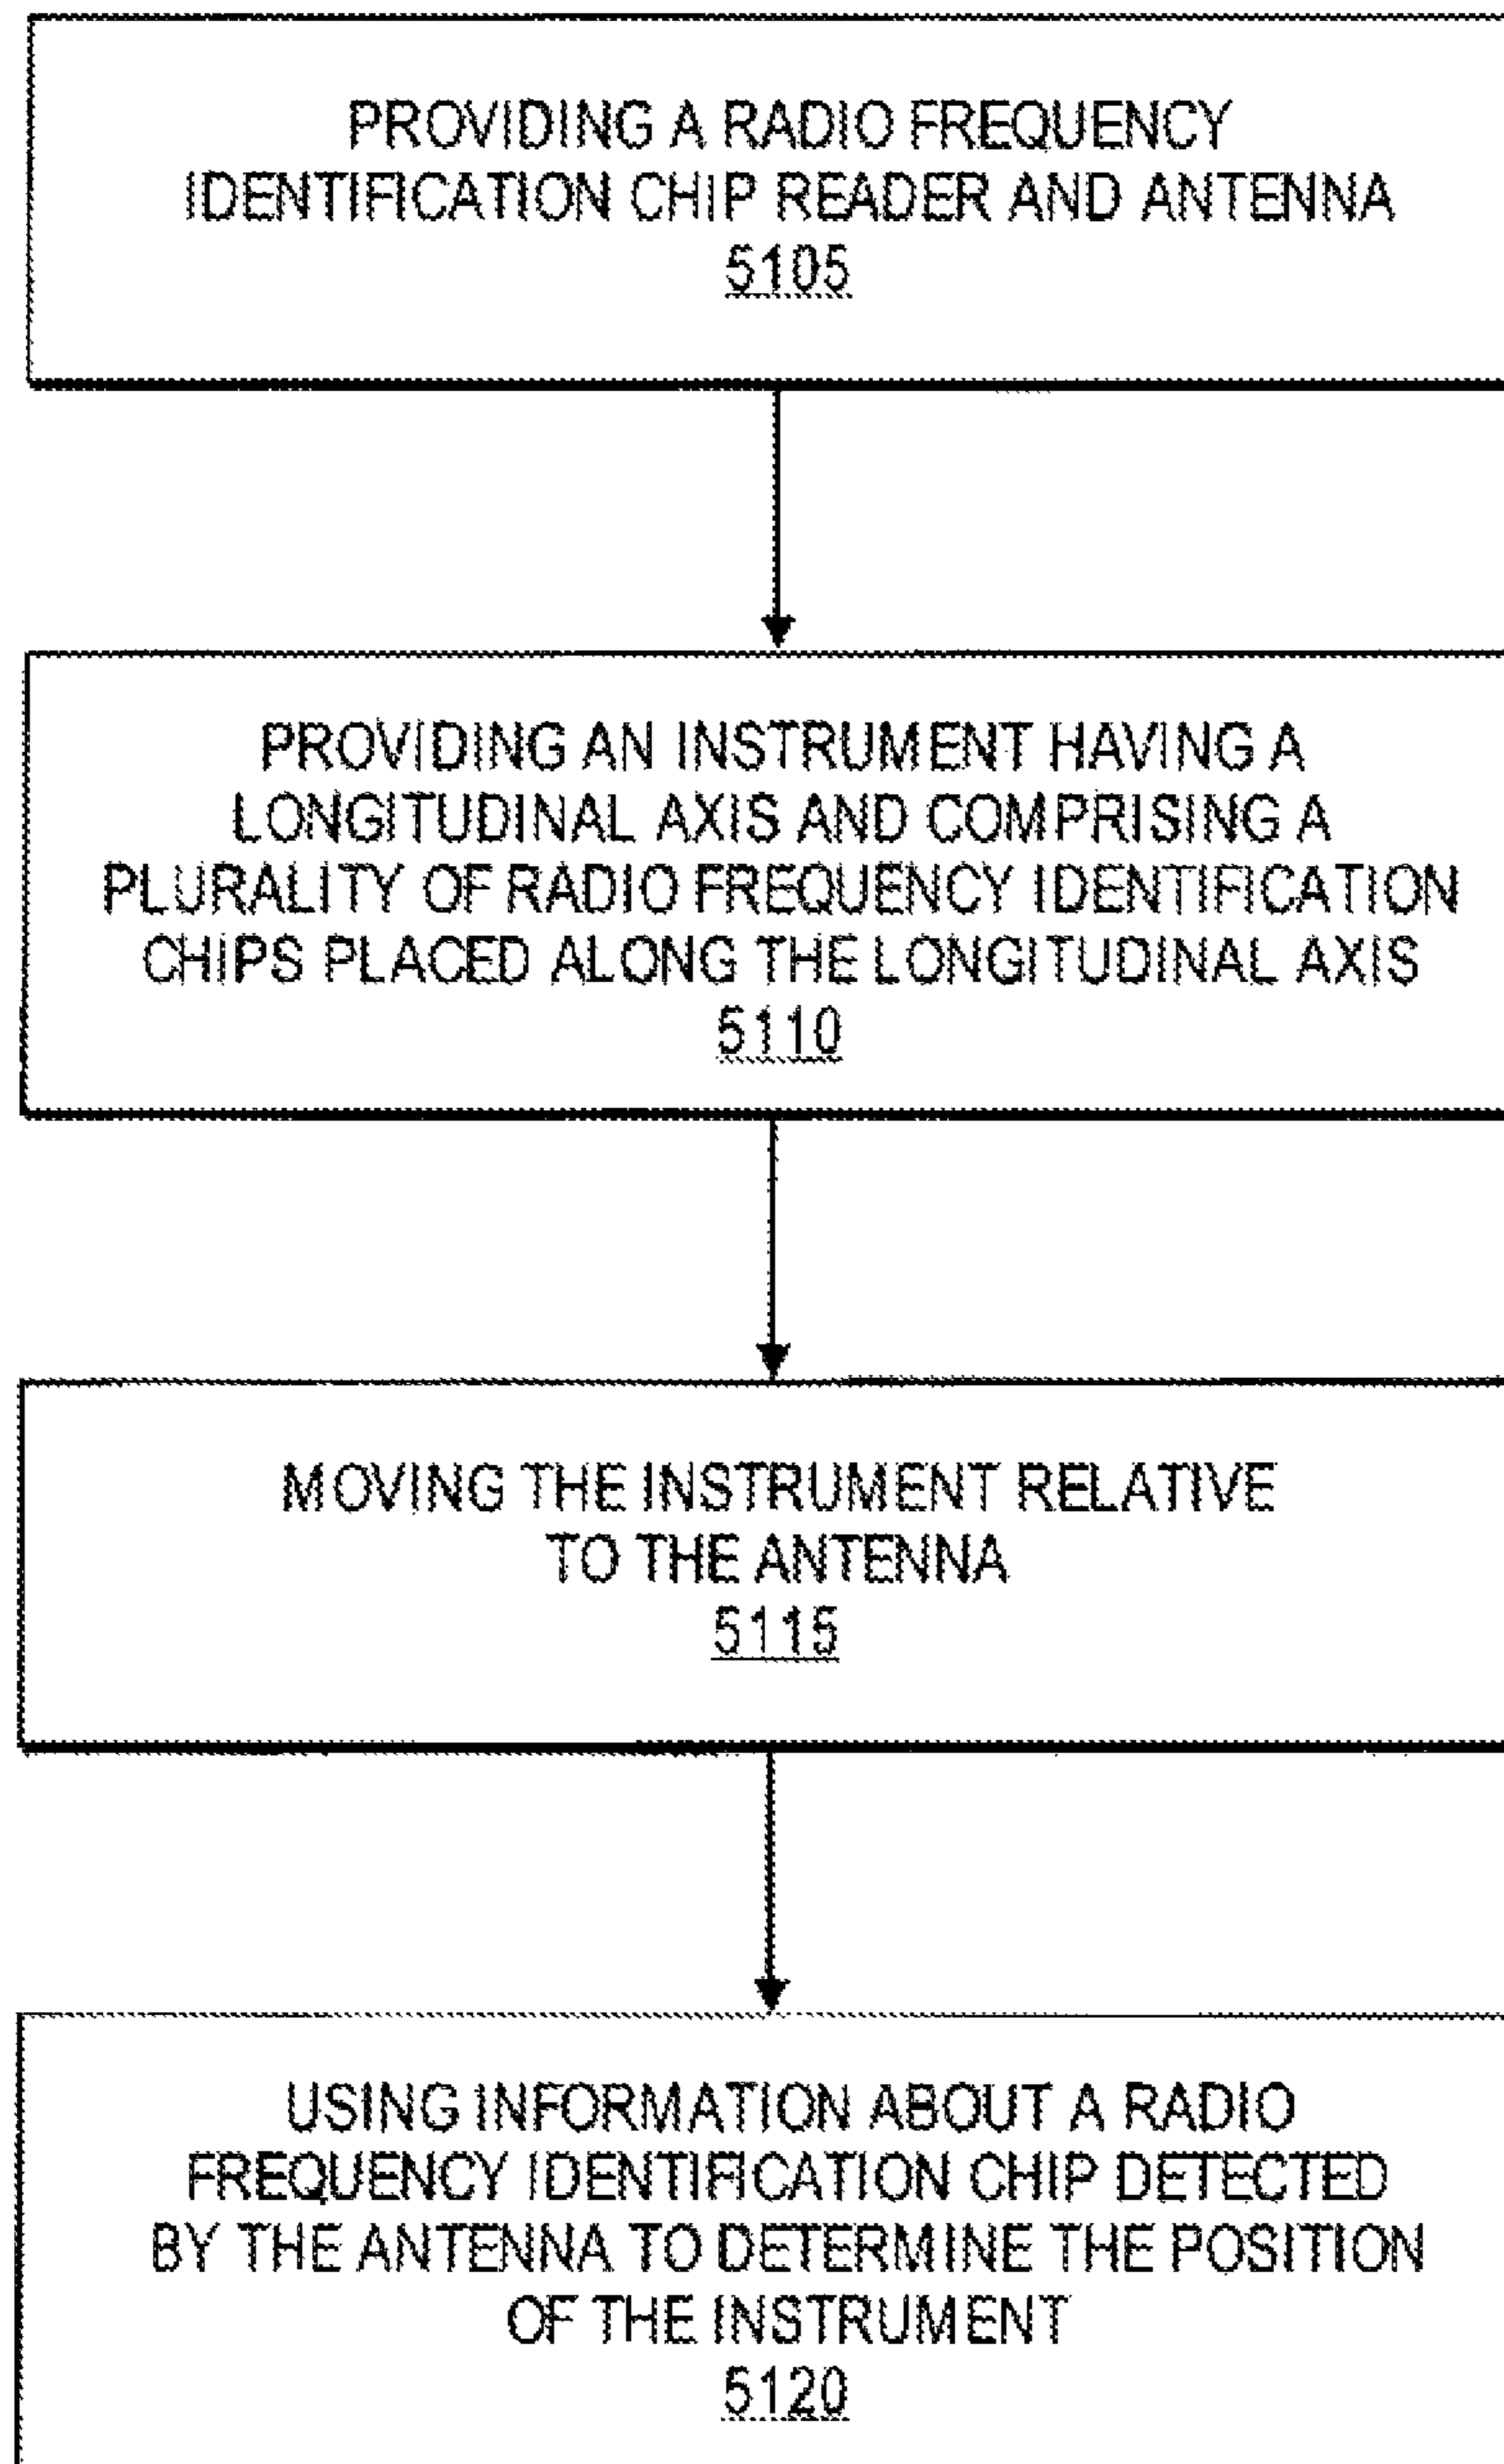 PROVIDING A RADIO FREQUENCY
IDENTIFICATION CHIP READER AND ANTENNA
5105
PROVIDING AN INSTRUMENT HAVING A
LONGITUDINAL AXIS AND COMPRISING A
PLURALITY OF RADIO FREQUENCY IDENTIFICATION
CHIPS PLACED ALONG THE LONGITUDINAL AXIS
5110
MOVING THE INSTRUMENT RELATIVE
TO THE ANTENNA
5115
USING INFORMATION ABOUT A RADIO
FREQUENCY IDENTIFICATION CHIP DETECTED
BY THE ANTENNA TO DETERMINE THE POSITION
OF THE INSTRUMENT
5120